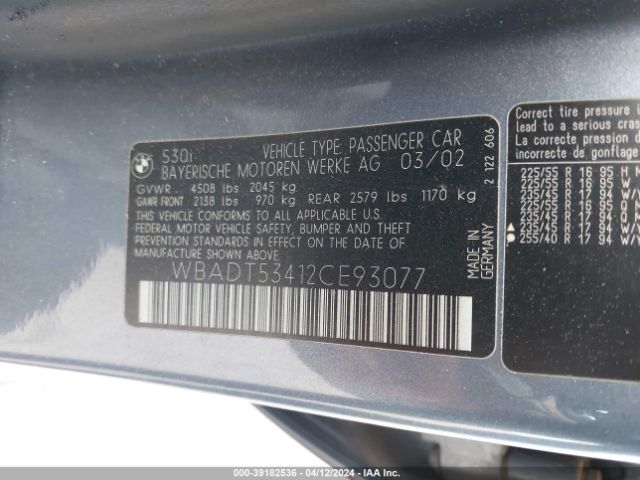 BMW
530i VEHICLE TYPE: PASSENGER CAR
BAYERISCHE MOTOREN WERKE AG 03/02
GVWR 4508 lbs 2045 kg
GAWR FRONT 2138 lbs 970 kg REAR 2579 lbs 1170 kg
THIS VEHICLE CONFORMS TO ALL APPLICABLE U.S.
FEDERAL MOTOR VEHICLE SAFETY, BUMPER AND THEFT
PREVENTION STANDARDS IN EFFECT ON THE DATE OF
MANUFACTURE SHOWN ABOVE.
WBADT53412CE93077
MADE IN
GERMANY
2 122 606
Correct tire pressure
lead to a serious cras
La correcte pression
incorrecte de gonflage
225/55 R 16 95 H
225/55 R 16 95 W
225/55 R 16 95
235/45 R 17 94
235/45 R 17 94
255/40 R 17 94 W
000-39182536 - 04/12/2024 - IAA Inc.